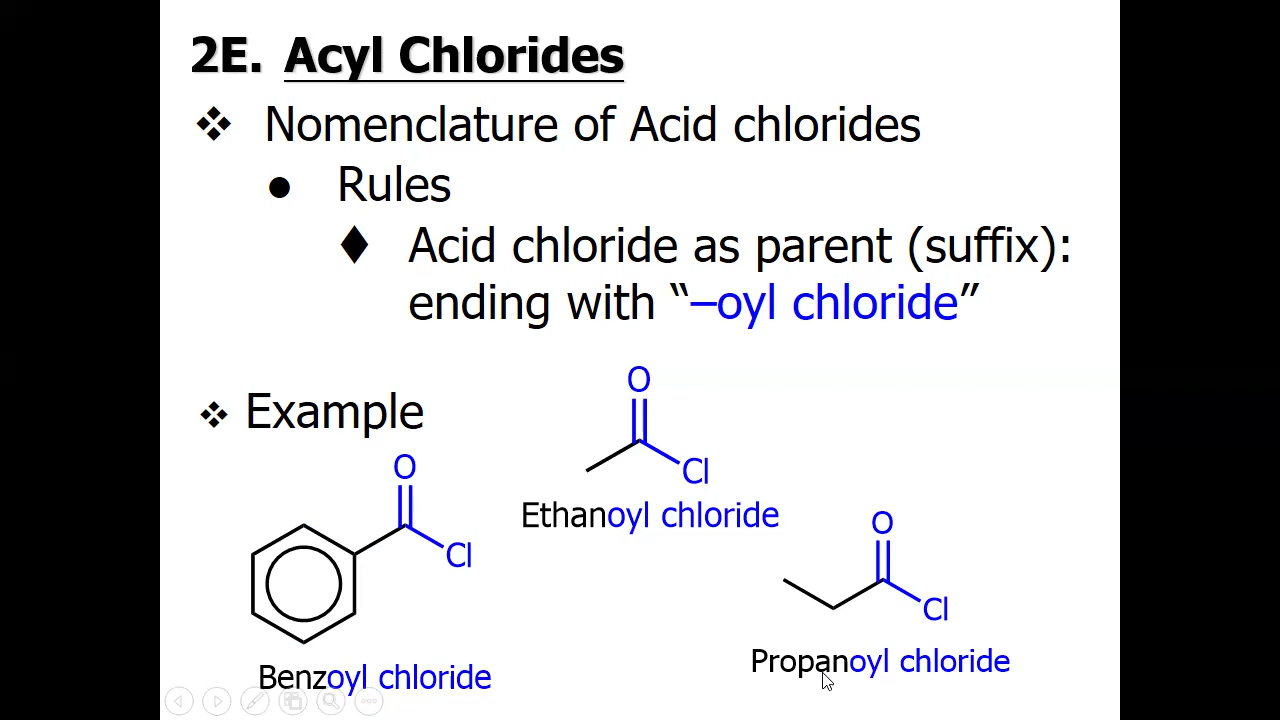 2E. Acyl Chlorides
❖ Nomenclature of Acid chlorides
● Rules
♦ Acid chloride as parent (suffix):
ending with “–oyl chloride”
❖ Example
O
Cl
Ethanoyl chloride
O
Cl
Benzoyl chloride
O
Cl
Propanoyl chloride